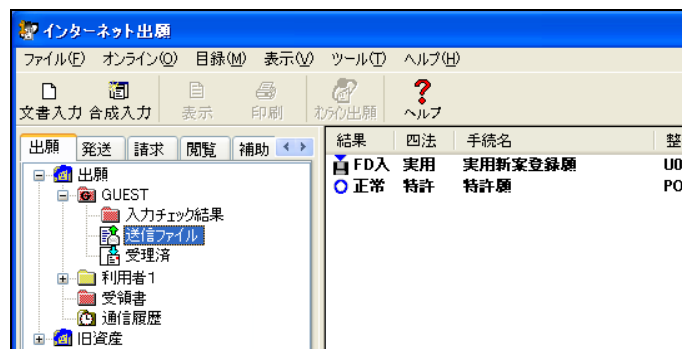 インターネット出願
ファイル(F) オンライン(O) 目録(M) 表示(V) ツール(T) ヘルプ(H)
文書入力 合成入力 表示 印刷 オンライン出願 ヘルプ
出願 発送 請求 閲覧 補助
出願
GUEST
入力チェック結果
送信ファイル
受理済
利用者1
受領書
通信履歴
旧資産
結果 四法 手続名 整
FD入 実用 実用新案登録願 U0
正常 特許 特許願 P0